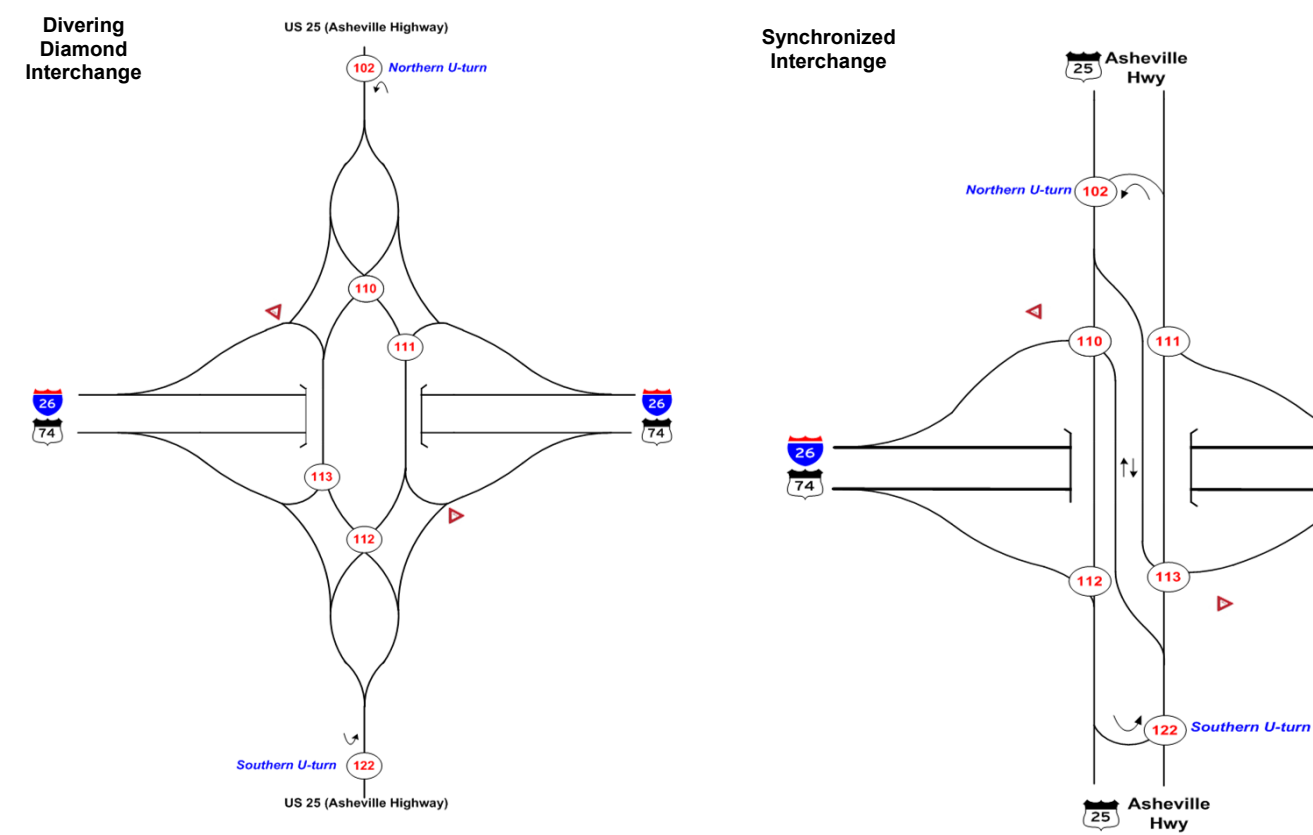 Divering
Diamond
Interchange
US 25 (Asheville Highway)
102
Northern U-turn
110
111
26
74
26
74
113
112
Southern U-turn
122
US 25 (Asheville Highway)
Synchronized
Interchange
25
Asheville
Hwy
Northern U-turn
102
110
111
26
74
112
113
122
Southern U-turn
25
Asheville
Hwy